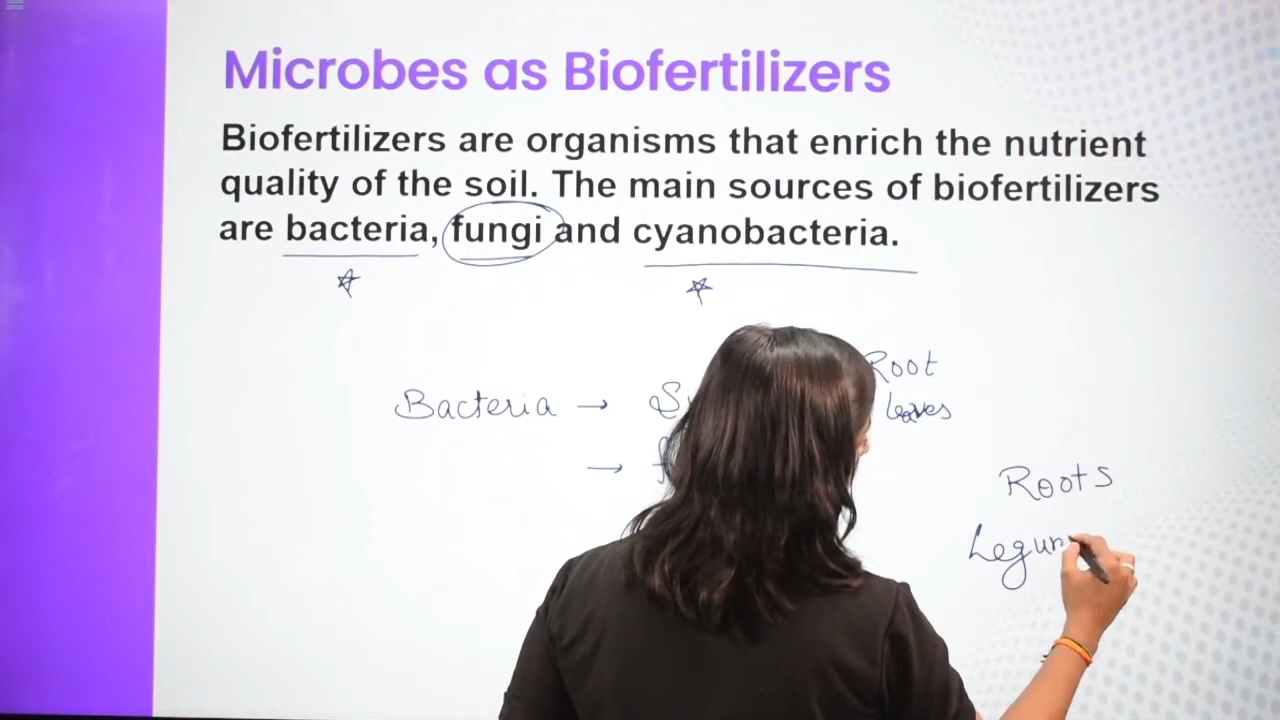 Microbes as Biofertilizers
Biofertilizers are organisms that enrich the nutrient
quality of the soil. The main sources of biofertilizers
are bacteria, fungi and cyanobacteria.
Root
Bacteria →
leaves
→
Roots
Legum